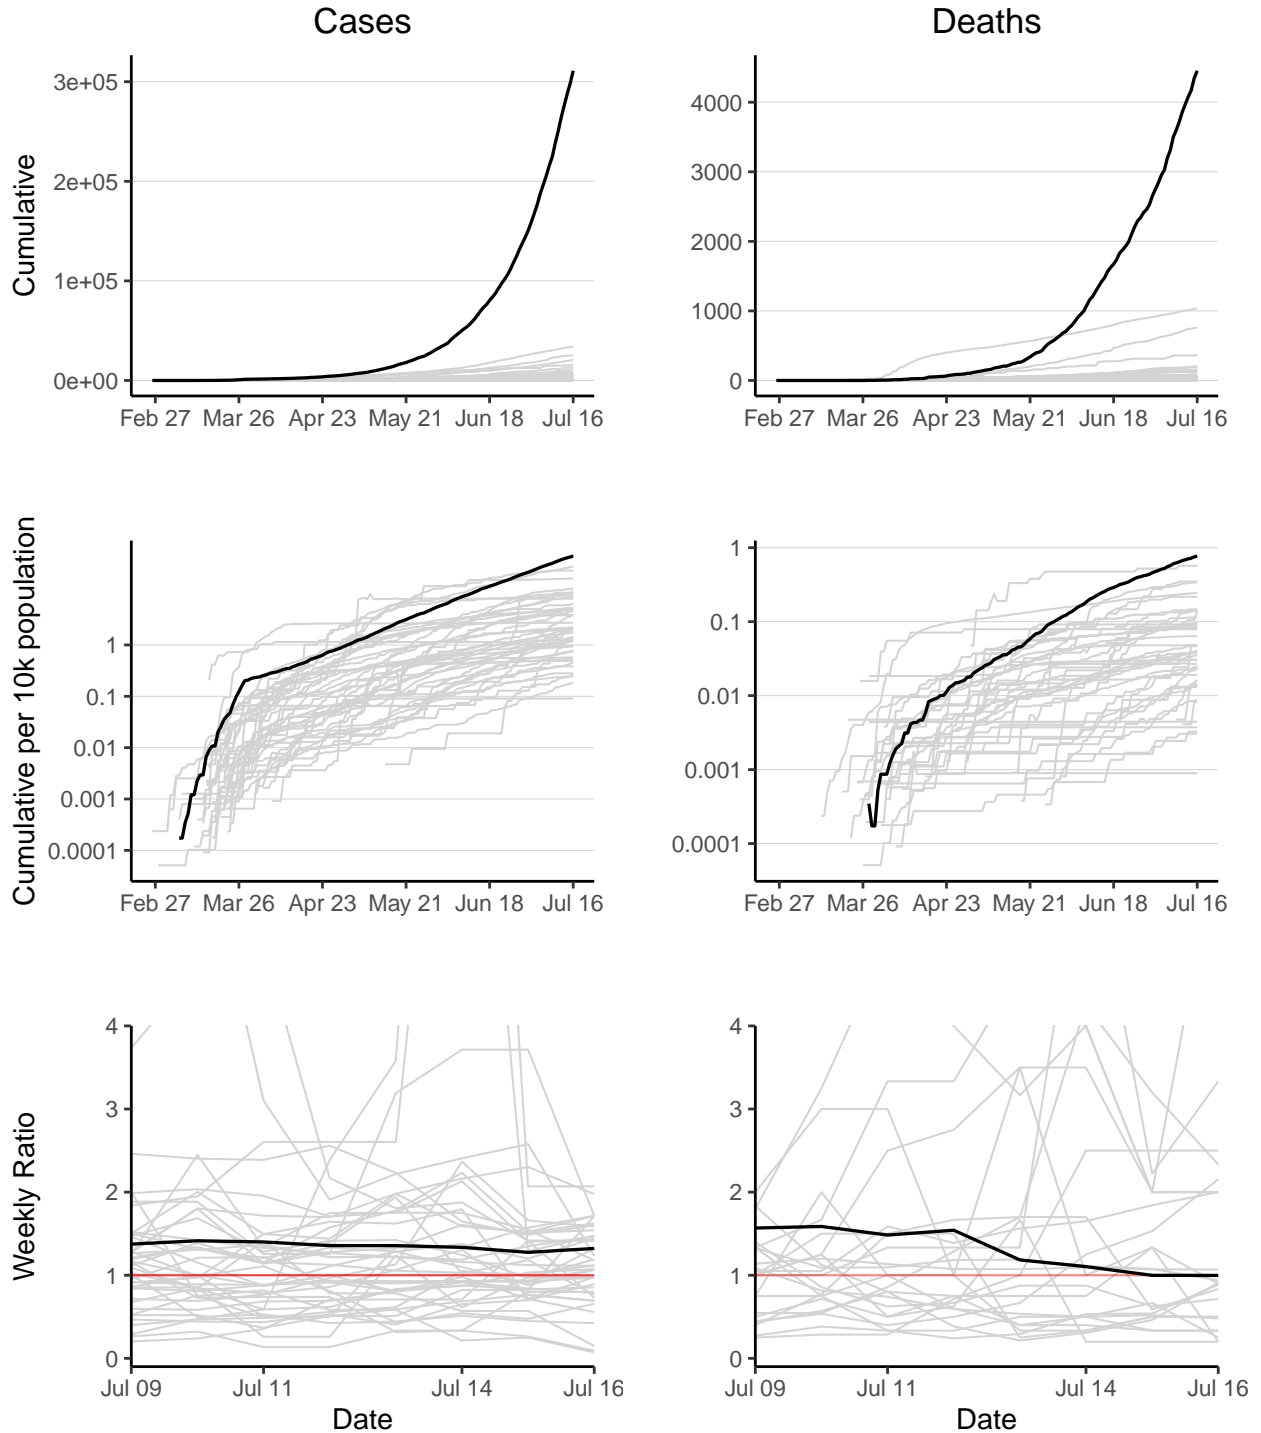 Cases
Deaths
Cumulative
3e+05
2e+05
1e+05
0e+00
Feb 27 Mar 26 Apr 23 May 21 Jun 18 Jul 16
4000
3000
2000
1000
0
Feb 27 Mar 26 Apr 23 May 21 Jun 18 Jul 16
Cumulative per 10k population
1
0.1
0.01
0.001
0.0001
Feb 27 Mar 26 Apr 23 May 21 Jun 18 Jul 16
1
0.1
0.01
0.001
0.0001
Feb 27 Mar 26 Apr 23 May 21 Jun 18 Jul 16
Weekly Ratio
4
3
2
1
0
Jul 09 Jul 11 Jul 14 Jul 16
Date
4
3
2
1
0
Jul 09 Jul 11 Jul 14 Jul 16
Date